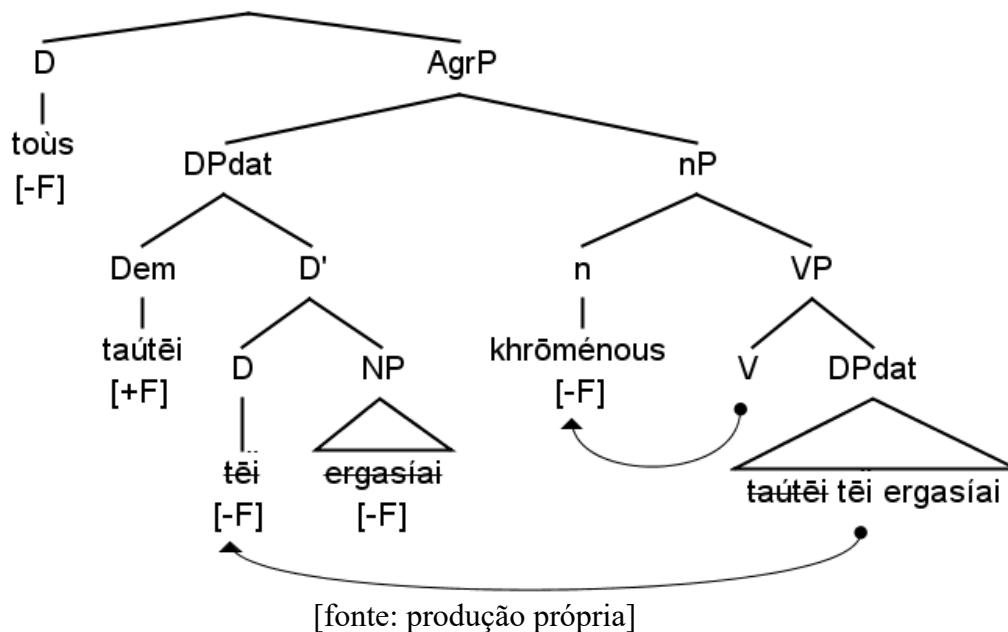 D AgrP
toùs
[-F]
DPdat nP
Dem D' n VP
taútēi
[+F]
D NP khrōménous
[-F]
V DPdat
tēi ergasíai taútēi tēi ergasíai
[-F] [-F]
[fonte: produção própria]